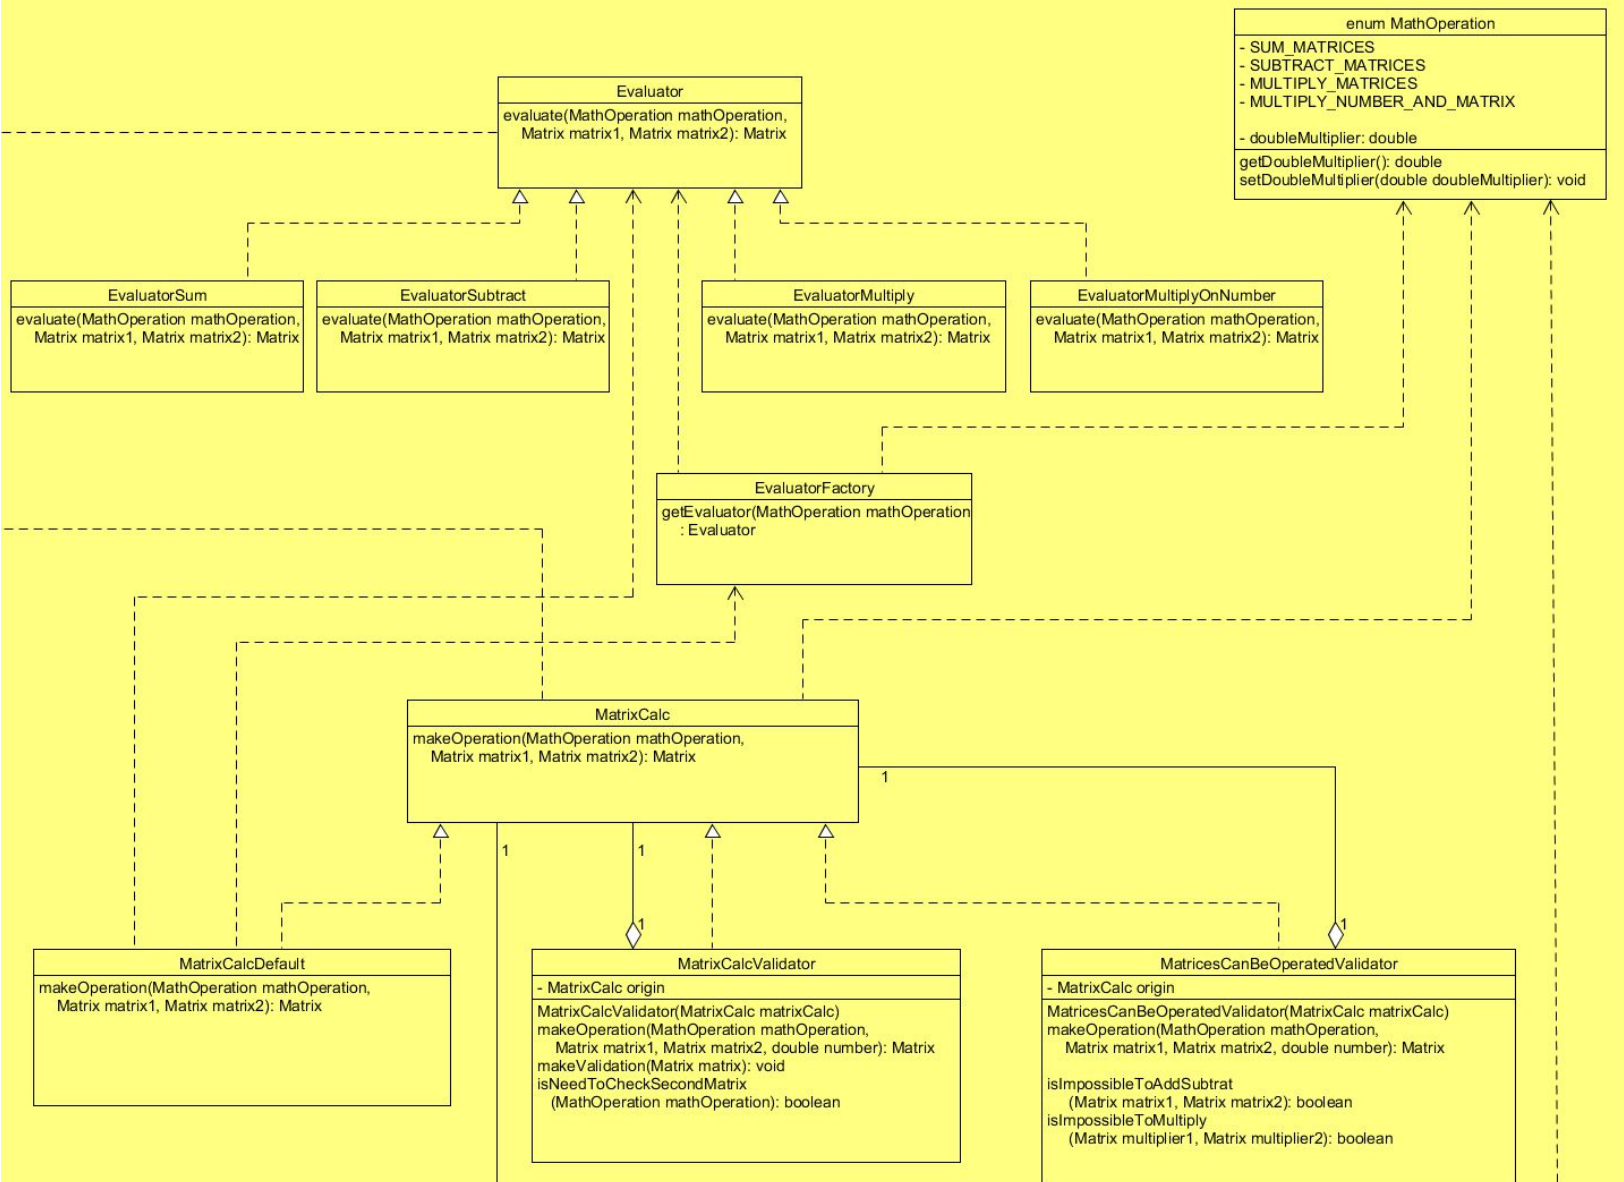 enum MathOperation
- SUM_MATRICES
- SUBTRACT_MATRICES
- MULTIPLY_MATRICES
- MULTIPLY_NUMBER_AND_MATRIX
- doubleMultiplier: double
getDoubleMultiplier(): double
setDoubleMultiplier(double doubleMultiplier): void
Evaluator
evaluate(MathOperation mathOperation,
Matrix matrix1, Matrix matrix2): Matrix
EvaluatorSum
evaluate(MathOperation mathOperation,
Matrix matrix1, Matrix matrix2): Matrix
EvaluatorSubtract
evaluate(MathOperation mathOperation,
Matrix matrix1, Matrix matrix2): Matrix
EvaluatorMultiply
evaluate(MathOperation mathOperation,
Matrix matrix1, Matrix matrix2): Matrix
EvaluatorMultiplyOnNumber
evaluate(MathOperation mathOperation,
Matrix matrix1, Matrix matrix2): Matrix
EvaluatorFactory
getEvaluator(MathOperation mathOperation
: Evaluator
MatrixCalc
makeOperation(MathOperation mathOperation,
Matrix matrix1, Matrix matrix2): Matrix
1
1
1
1
1
MatrixCalcDefault
makeOperation(MathOperation mathOperation,
Matrix matrix1, Matrix matrix2): Matrix
MatrixCalcValidator
- MatrixCalc origin
MatrixCalcValidator(MatrixCalc matrixCalc)
makeOperation(MathOperation mathOperation,
Matrix matrix1, Matrix matrix2, double number): Matrix
makeValidation(Matrix matrix): void
isNeedToCheckSecondMatrix
(MathOperation mathOperation): boolean
MatricesCanBeOperatedValidator
- MatrixCalc origin
MatricesCanBeOperatedValidator(MatrixCalc matrixCalc)
makeOperation(MathOperation mathOperation,
Matrix matrix1, Matrix matrix2, double number): Matrix
isImpossibleToAddSubtrat
(Matrix matrix1, Matrix matrix2): boolean
isImpossibleToMultiply
(Matrix multiplier1, Matrix multiplier2): boolean